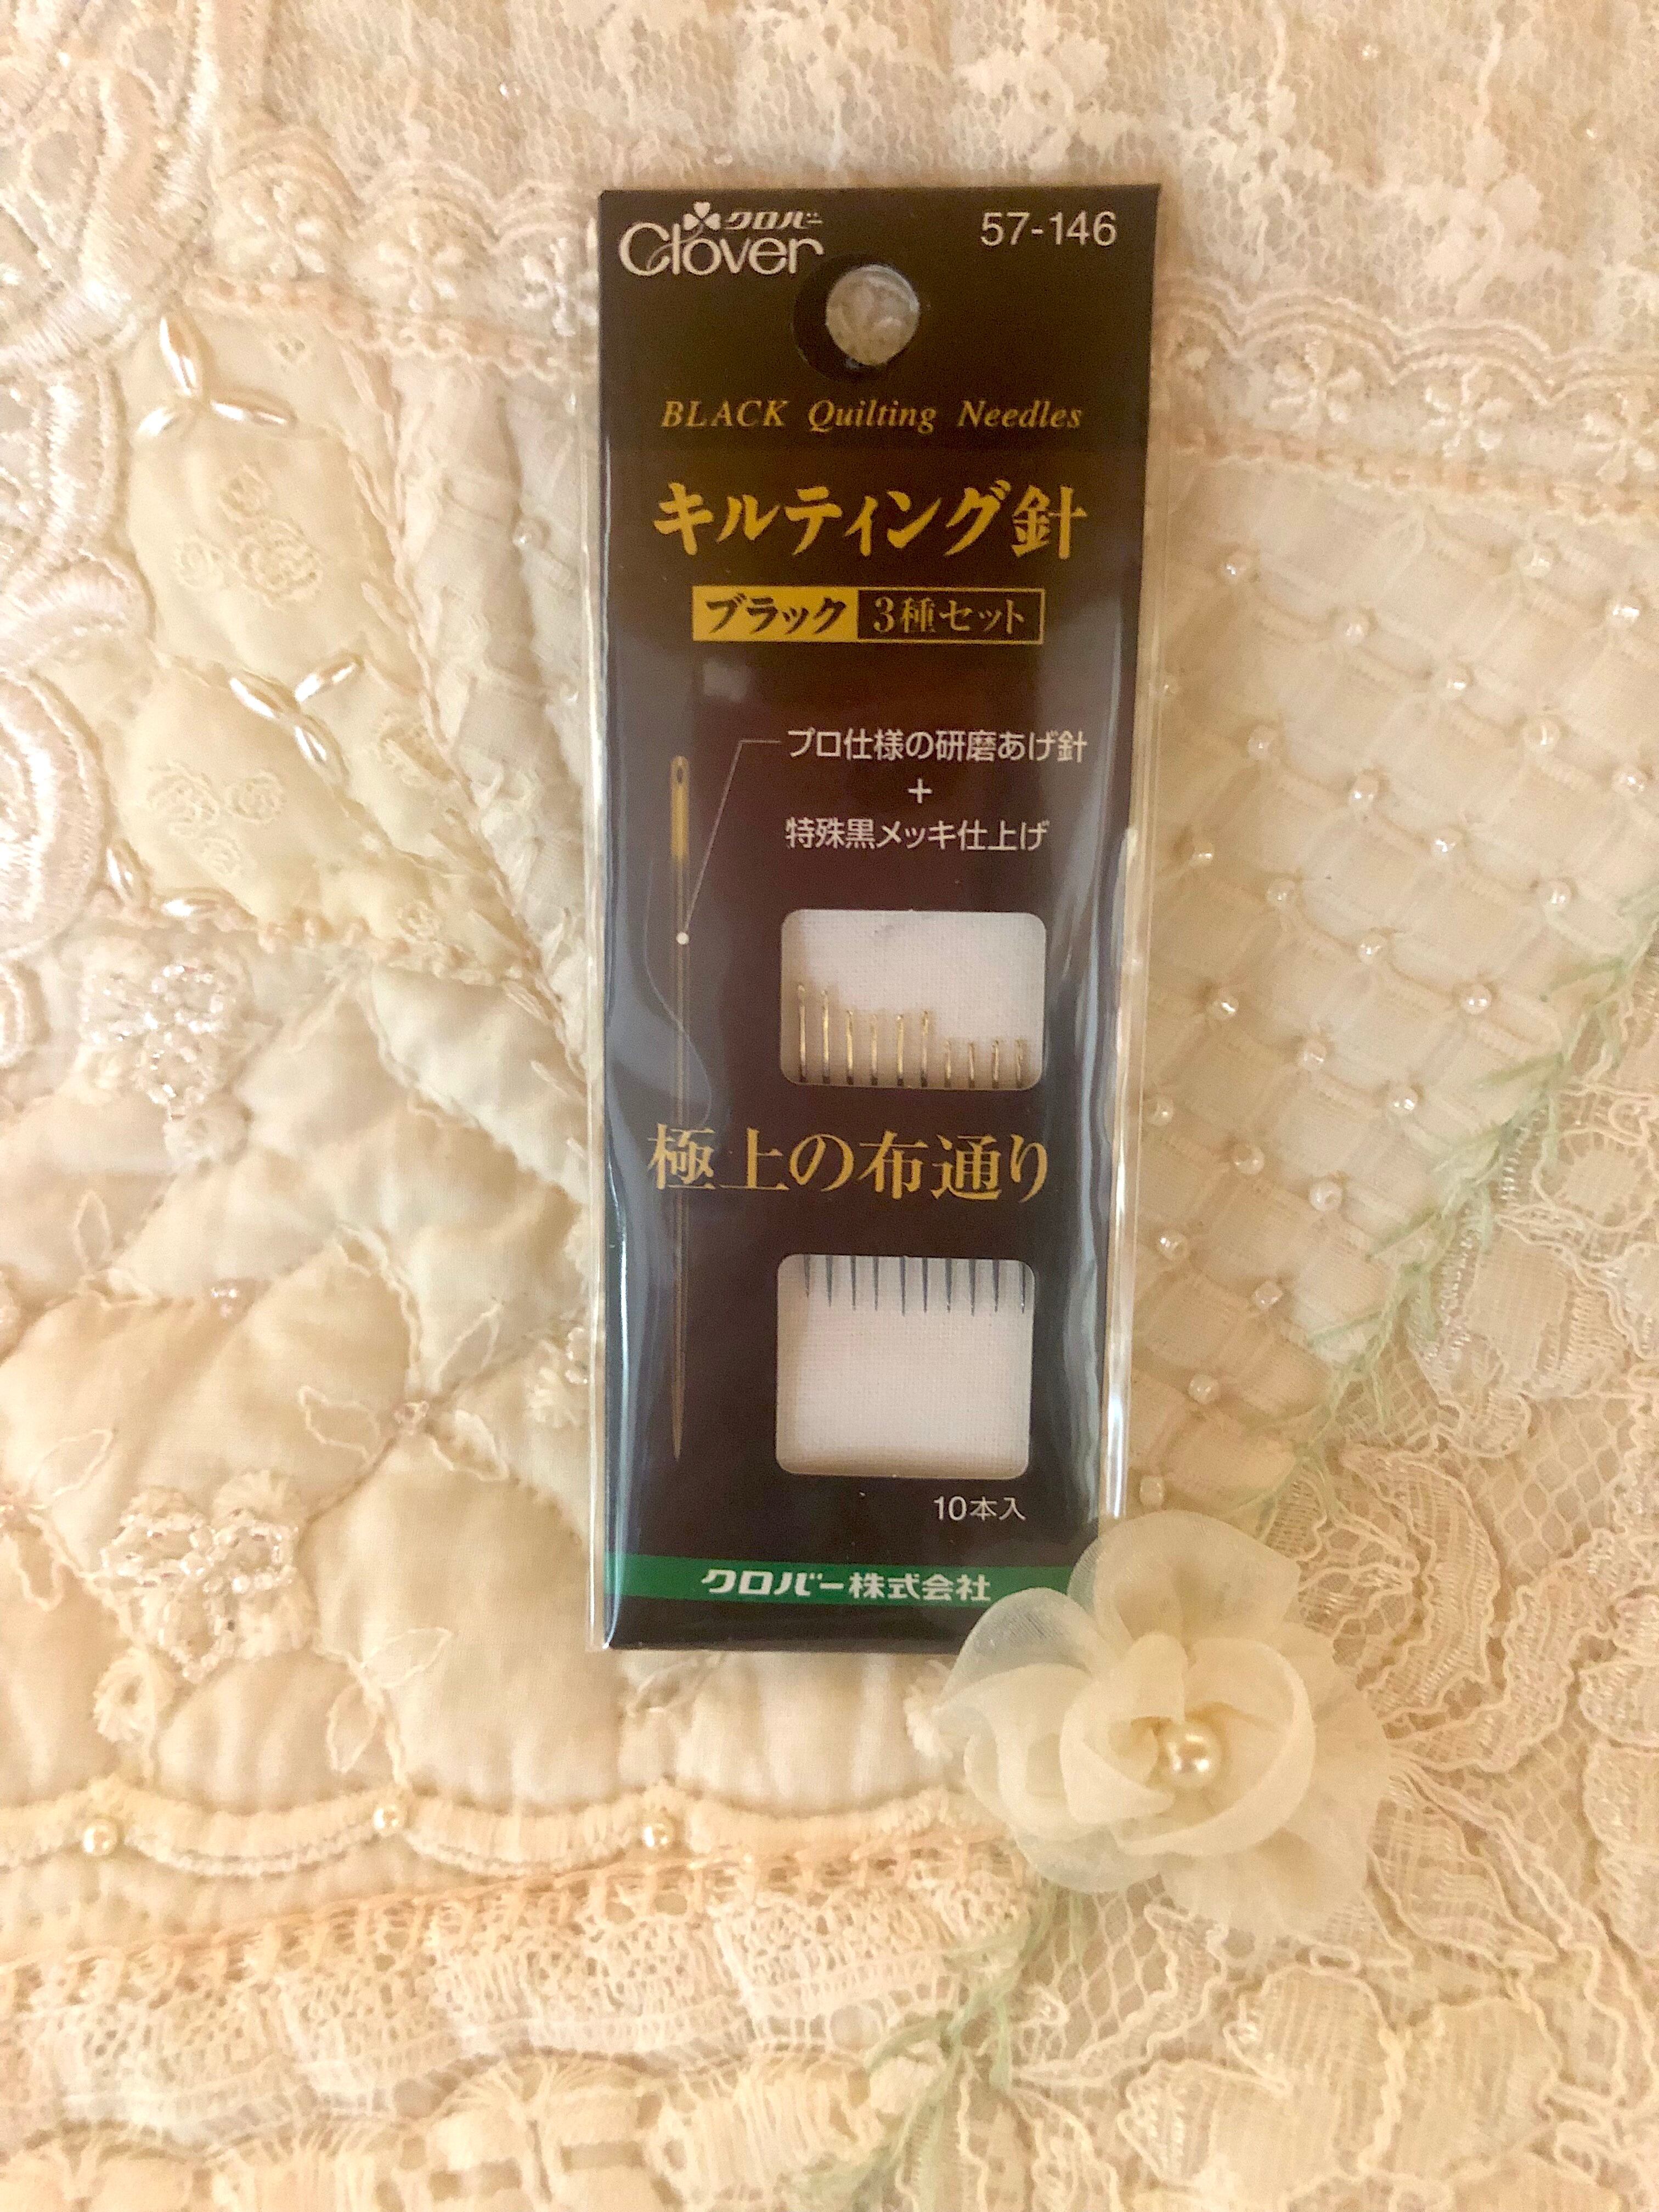 クロバー
Clover
57-146
BLACK Quilting Needles
キルティング針
ブラック 3種セット
プロ仕様の研磨あげ針
+
特殊黒メッキ仕上げ
極上の布通り
10本入
クロバー株式会社